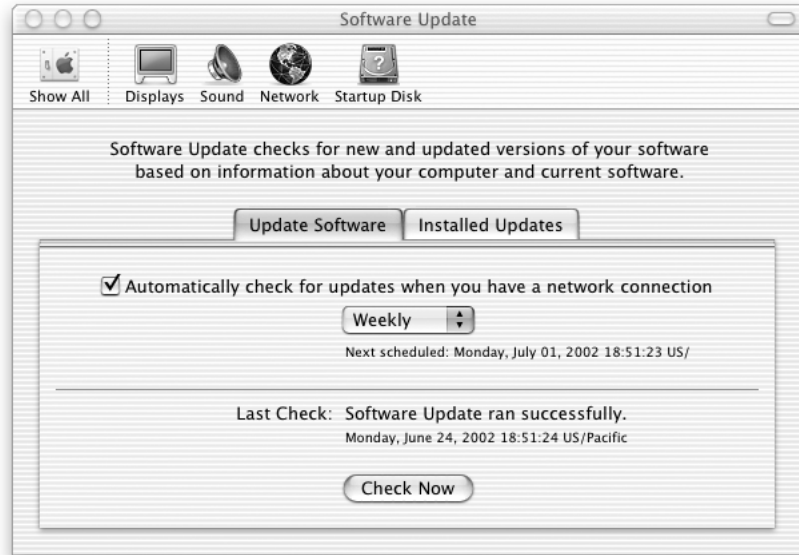 Software Update
Show All Displays Sound Network Startup Disk
Software Update checks for new and updated versions of your software
based on information about your computer and current software.
Update Software Installed Updates
Automatically check for updates when you have a network connection
Weekly
Next scheduled: Monday, July 01, 2002 18:51:23 US/
Last Check: Software Update ran successfully.
Monday, June 24, 2002 18:51:24 US/Pacific
Check Now